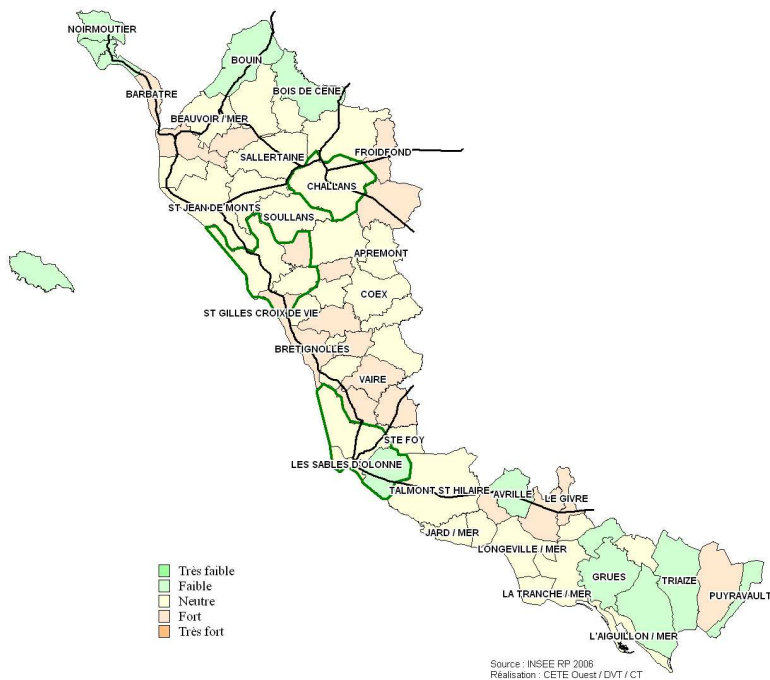 NOIRMOUTIER
BOUIN
BARBATRE
BOIS DE CENE
BEAUVOIR / MER
SALLERTAINE
FROIDFOND
CHALLANS
ST JEAN DE MONTS
SOULLANS
APREMONT
COEX
ST GILLES CROIX DE VIE
BRETIGNOLLES
VAIRE
STE FOY
LES SABLES D'OLONNE
TALMONT ST HILAIRE
AVRILLE
LE GIVRE
JARD / MER
LONGEVILLE / MER
GRUES
TRIAIZE
LA TRANCHE / MER
PUYRAVAULT
L'AIGUILLON / MER
Très faible
Faible
Neutre
Fort
Très fort
Source : INSEE RP 2006
Réalisation : CETE Ouest / DVT / CT